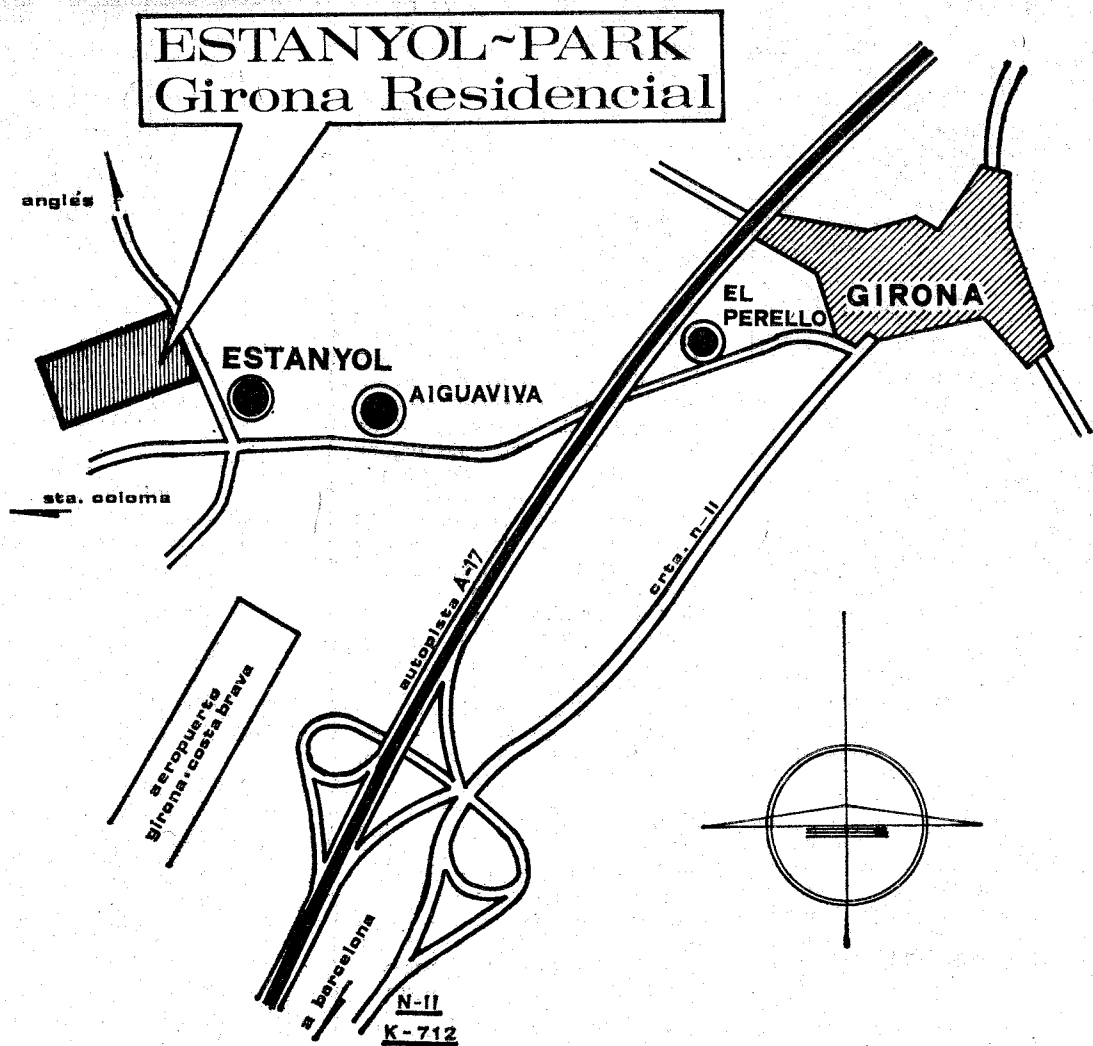 ESTANYOL~PARK
Girona Residencial
anglés
EL
PERELLO
GIRONA
ESTANYOL
AIGUAVIVA
sta. coloma
autopista A-17
crta. n-II
aeropuerto
girona-costa brava
a barcelona
N-II
K-712